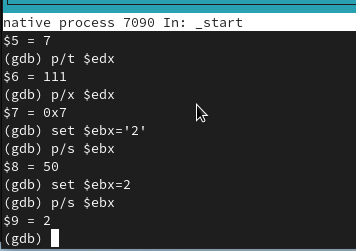 native process 7090 In: _start
$5 = 7
(gdb) p/t $edx
$6 = 111
(gdb) p/x $edx
$7 = 0x7
(gdb) set $ebx='2'
(gdb) p/s $ebx
$8 = 50
(gdb) set $ebx=2
(gdb) p/s $ebx
$9 = 2
(gdb)